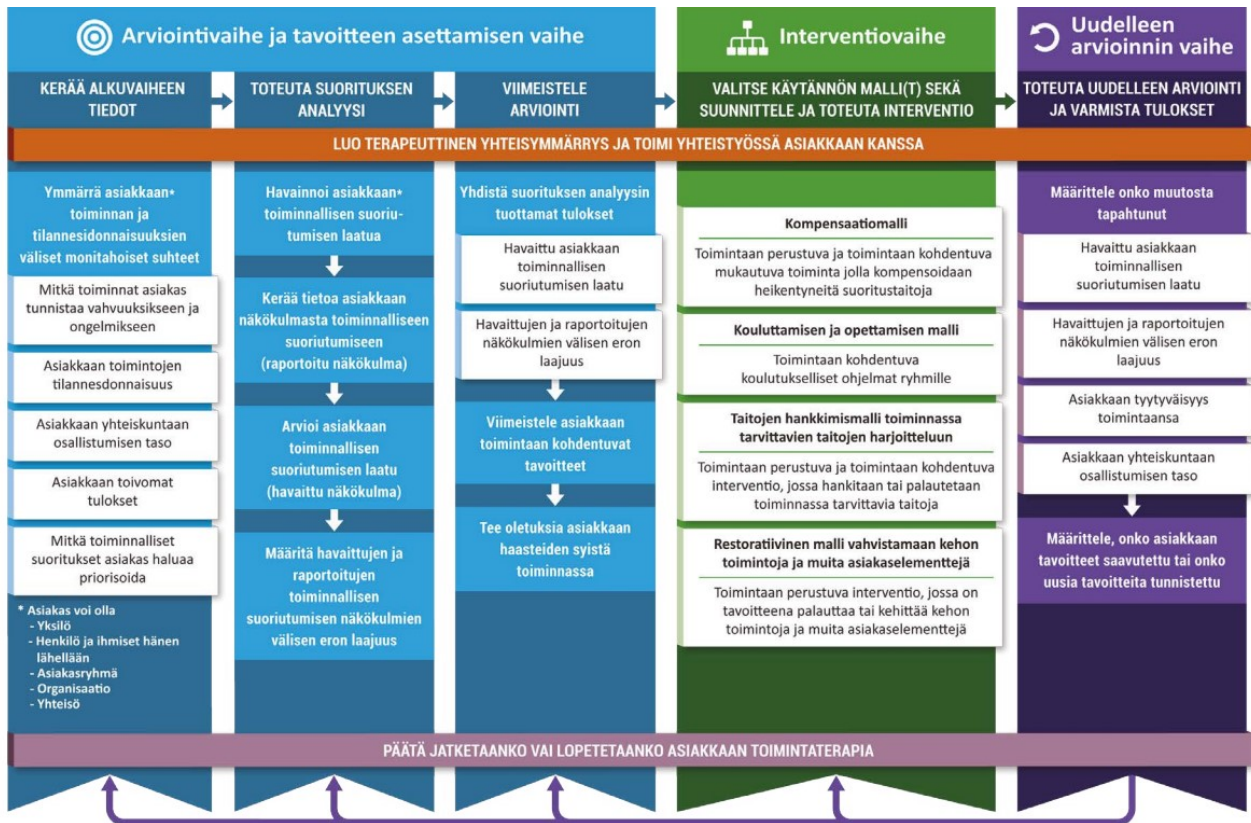 Arviointivaihe ja tavoitteen asettamisen vaihe
Interventiovaihe
Uudelleen
arvioinnin vaihe
KERÄÄ ALKUVAIHEEN
TIEDOT
TOTEUTA SUORITUKSEN
ANALYYSI
VIIMEISTELE
ARVIOINTI
VALITSE KÄYTÄNNÖN MALLI(T) SEKÄ
SUUNNITTELE JA TOTEUTA INTERVENTIO
TOTEUTA UUDELLEEN ARVIOINTI
JA VARMISTA TULOKSET
LUO TERAPEUTTINEN YHTEISYMMÄRRYS JA TOIMI YHTEISTYÖSSÄ ASIAKKAAN KANSSA
Ymmärrä asiakkaan*
toiminnan ja
tilannesidonnaisuuksien
väliset monitahoiset suhteet
Mitkä toiminnat asiakas
tunnistaa vahvuuksikseen ja
ongelmikseen
Asiakkaan toimintojen
tilannesdonnaisuus
Asiakkaan yhteiskuntaan
osallistumisen taso
Asiakkaan toivomat
tulokset
Mitkä toiminnalliset
suoritukset asiakas haluaa
priorisoida
* Asiakas voi olla
- Yksilö
- Henkilö ja ihmiset hänen
lähellään
- Asiakasryhmä
- Organisaatio
- Yhteisö
Havainnoi asiakkaan*
toiminnallisen suoriu-
tumisen laatua
Kerää tietoa asiakkaan
näkökulmasta toiminnalliseen
suoriutumiseen
(raportoitu näkökulma)
Arvioi asiakkaan
toiminnallisen
suoriutumisen laatu
(havaittu näkökulma)
Määritä havaittujen ja
raportoitujen
toiminnallisen
suoriutumisen näkökulmien
välisen eron laajuus
Yhdistä suorituksen analyysin
tuottamat tulokset
Havaittu asiakkaan
toiminnallisen
suoriutumisen laatu
Havaittujen ja raportoitujen
näkökulmien välisen eron
laajuus
Viimeistele asiakkaan
toimintaan kohdentuvat
tavoitteet
Tee oletuksia asiakkaan
haasteiden syistä
toiminnassa
Kompensaatiomalli
Toimintaan perustuva ja toimintaan kohdentuva
mukautuva toiminta jolla kompensoidaan
heikentyneitä suoritustaitoja
Kouluttamisen ja opettamisen malli
Toimintaan kohdentuva
koulutukselliset ohjelmat ryhmille
Taitojen hankkimismalli toiminnassa
tarvittavien taitojen harjoitteluun
Toimintaan perustuva ja toimintaan kohdentuva
interventio, jossa hankitaan tai palautetaan
toiminnassa tarvittavia taitoja
Restoratiivinen malli vahvistamaan kehon
toimintoja ja muita asiakaselementtejä
Toimintaan perustuva interventio, jossa on
tavoitteena palauttaa tai kehittää kehon
toimintoja ja muita asiakaselementtejä
Määrittele onko muutosta
tapahtunut
Havaittu asiakkaan
toiminnallisen
suoriutumisen laatu
Havaittujen ja raportoitujen
näkökulmien välisen eron
laajuus
Asiakkaan tyytyväisyys
toimintaansa
Asiakkaan yhteiskuntaan
osallistumisen taso
Määrittele, onko asiakkaan
tavoitteet saavutettu tai onko
uusia tavoitteita tunnistettu
PÄÄTÄ JATKETAANKO VAI LOPETETAANKO ASIAKKAAN TOIMINTATERAPIA